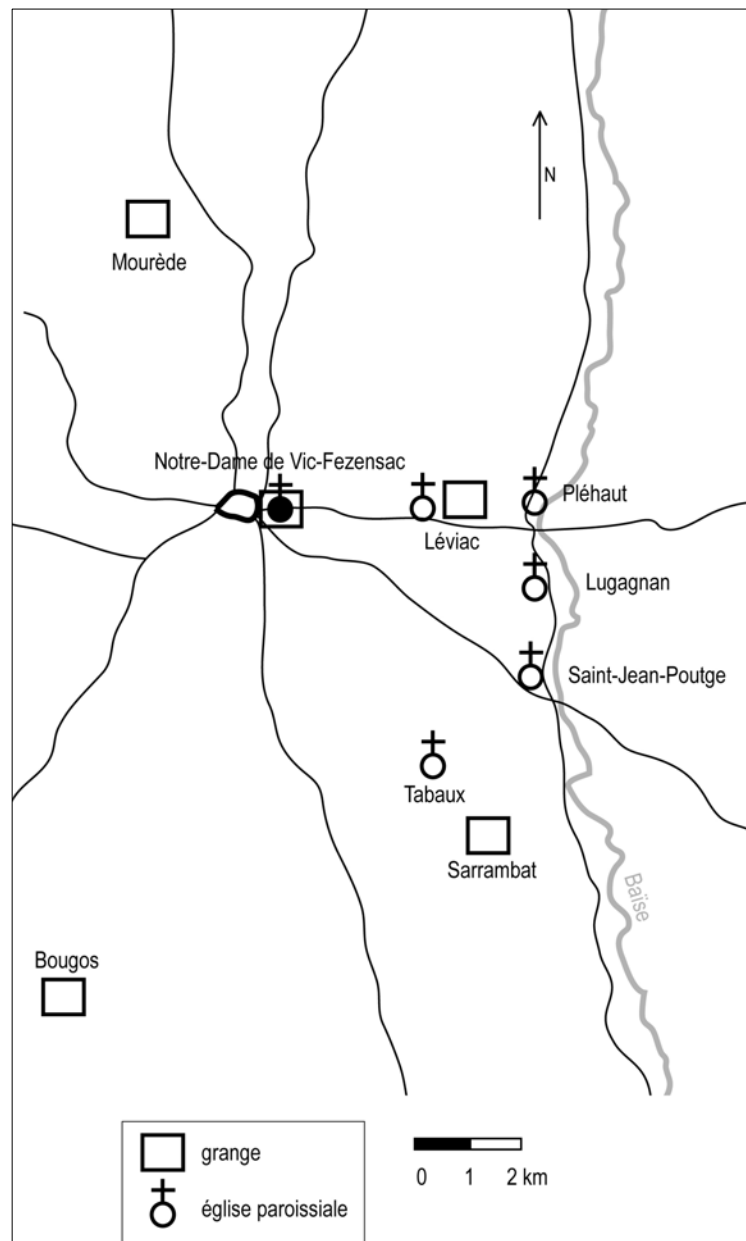 N
Mourède
Notre-Dame de Vic-Fezensac
Pléhaut
Léviac
Lugagnan
Saint-Jean-Poutge
Tabaux
Sarrambat
Baïse
Bougos
grange
église paroissiale
0 1 2 km